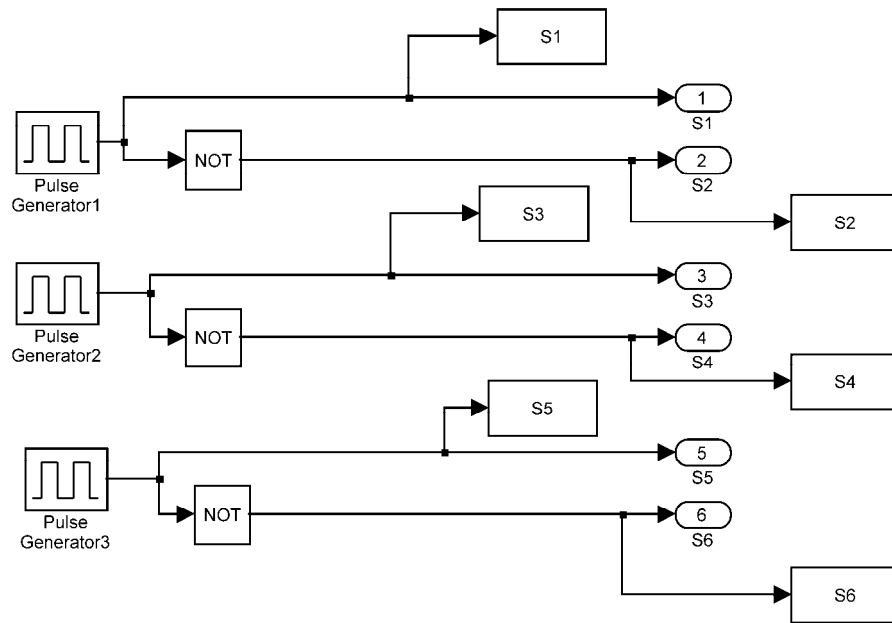 S1
1
S1
NOT
2
S2
Pulse
Generator1
S3
S2
3
S3
NOT
4
S4
Pulse
Generator2
S4
S5
5
S5
NOT
6
S6
Pulse
Generator3
S6